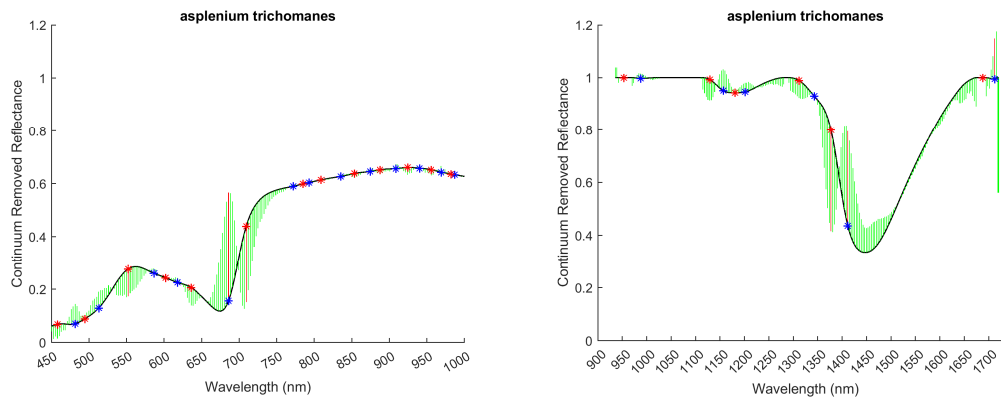 asplenium trichomanes
1.2
1
0.8
0.6
0.4
0.2
0
Continuum Removed Reflectance
450 500 550 600 650 700 750 800 850 900 950 1000
Wavelength (nm)
asplenium trichomanes
1.2
1
0.8
0.6
0.4
0.2
0
Continuum Removed Reflectance
900 950 1000 1050 1100 1150 1200 1250 1300 1350 1400 1450 1500 1550 1600 1650 1700
Wavelength (nm)